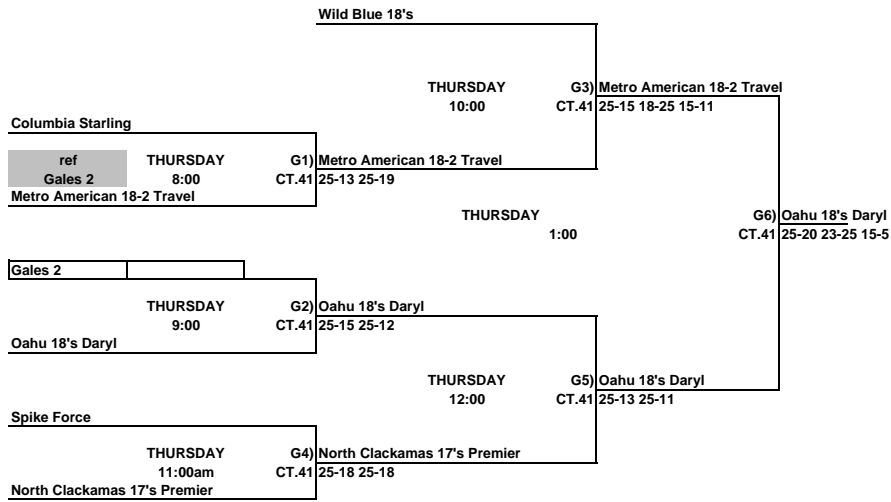 Wild Blue 18's
THURSDAY G3) Metro American 18-2 Travel
10:00 CT.41 25-15 18-25 15-11
Columbia Starling
ref THURSDAY G1) Metro American 18-2 Travel
Gales 2 8:00 CT.41 25-13 25-19
Metro American 18-2 Travel
THURSDAY G6) Oahu 18's Daryl
1:00 CT.41 25-20 23-25 15-5
Gales 2
THURSDAY G2) Oahu 18's Daryl
9:00 CT.41 25-15 25-12
Oahu 18's Daryl
THURSDAY G5) Oahu 18's Daryl
12:00 CT.41 25-13 25-11
Spike Force
THURSDAY G4) North Clackamas 17's Premier
11:00am CT.41 25-18 25-18
North Clackamas 17's Premier